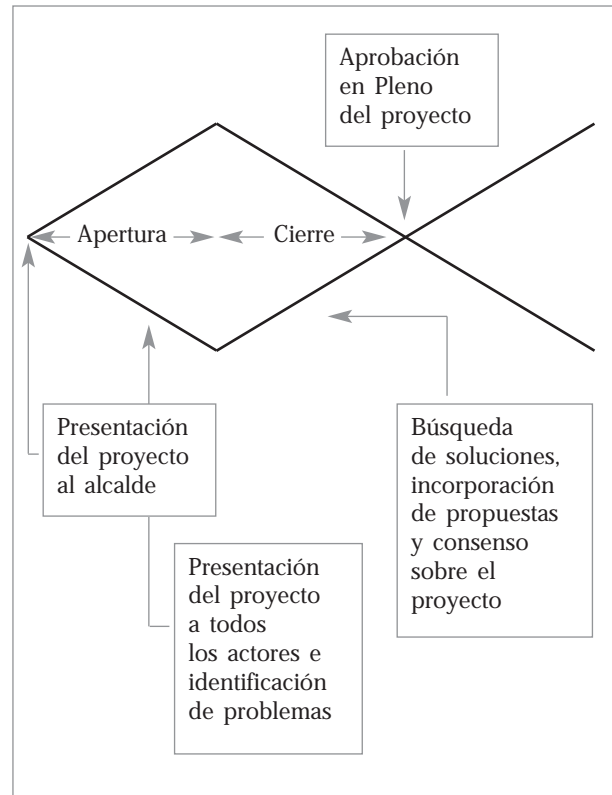 Aprobación
en Pleno
del proyecto
Apertura
Cierre
Presentación
del proyecto
al alcalde
Búsqueda
de soluciones,
incorporación
de propuestas
y consenso
sobre el
proyecto
Presentación
del proyecto
a todos
los actores e
identificación
de problemas